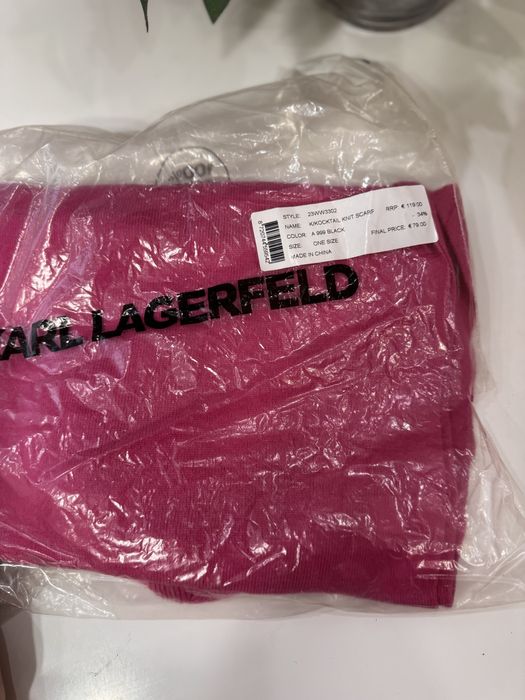 STYLE: 23WW3302
NAME: K/KOCKTAIL KNIT SCARF RRP: € 119.00
- 34%
COLOR: A 999 BLACK
FINAL PRICE: € 79.00
SIZE: ONE SIZE
MADE IN CHINA
KARL LAGERFELD